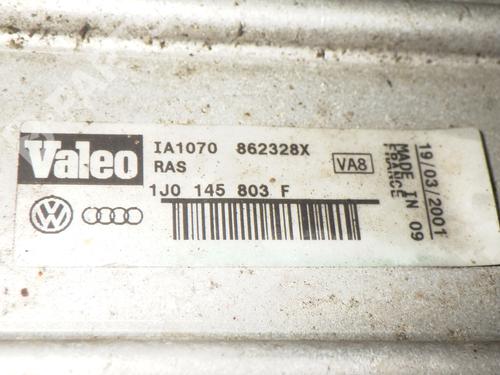 Valeo
IA1070 862328X
RAS
VA8
1J0 145 803 F
19/03/2001
MADE IN 09
FRANCE